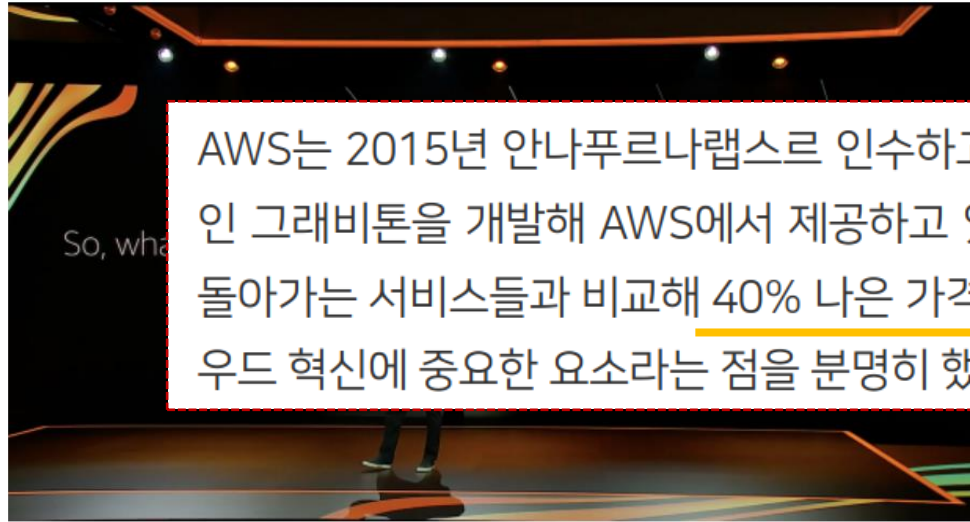 AWS는 2015년 안나푸르나랩스르 인수하고
인 그래비톤을 개발해 AWS에서 제공하고
So,
돌아가는 서비스들과 비교해 40% 나은 가격
우드 혁신에 중요한 요소라는 점을 분명히